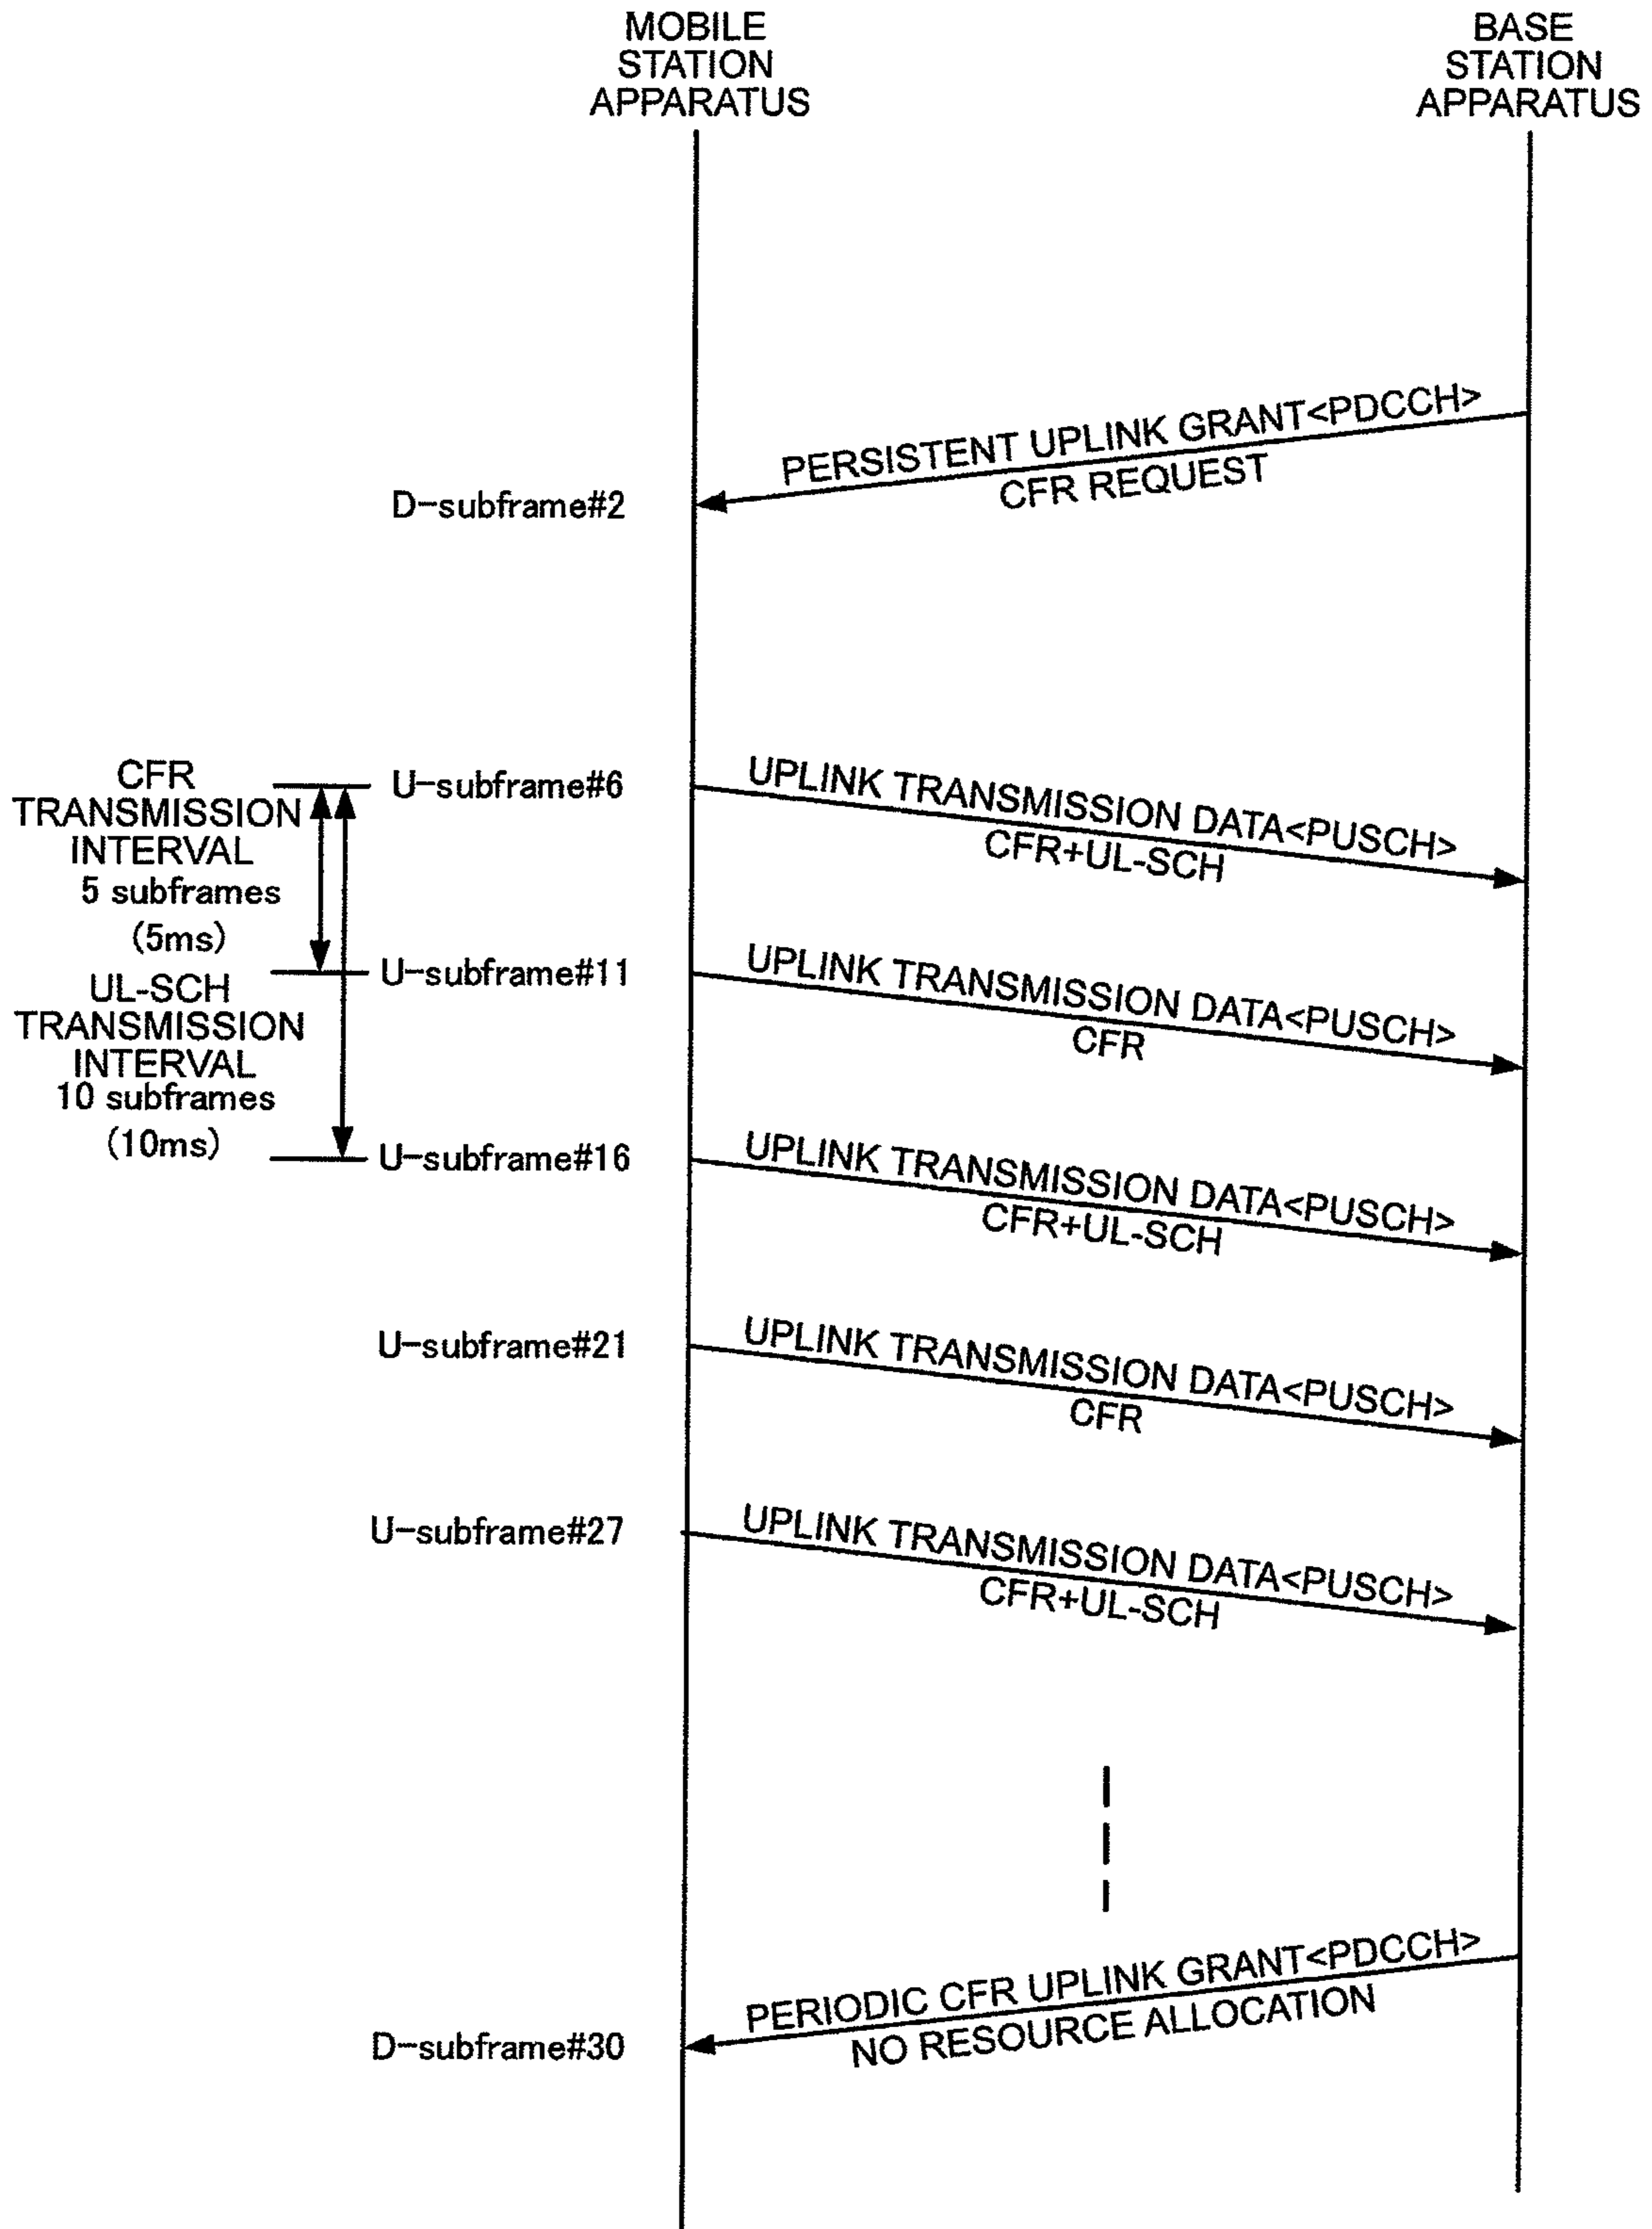 MOBILE
STATION
APPARATUS
BASE
STATION
APPARATUS
PERSISTENT UPLINK GRANT<PDCCH>
CFR REQUEST
D-subframe#2
CFR
TRANSMISSION
INTERVAL
5 subframes
(5ms)
U-subframe#6
UPLINK TRANSMISSION DATA<PUSCH>
CFR+UL-SCH
UL-SCH
TRANSMISSION
INTERVAL
10 subframes
(10ms)
U-subframe#11
UPLINK TRANSMISSION DATA<PUSCH>
CFR
U-subframe#16
UPLINK TRANSMISSION DATA<PUSCH>
CFR+UL-SCH
U-subframe#21
UPLINK TRANSMISSION DATA<PUSCH>
CFR
U-subframe#27
UPLINK TRANSMISSION DATA<PUSCH>
CFR+UL-SCH
PERIODIC CFR UPLINK GRANT<PDCCH>
NO RESOURCE ALLOCATION
D-subframe#30